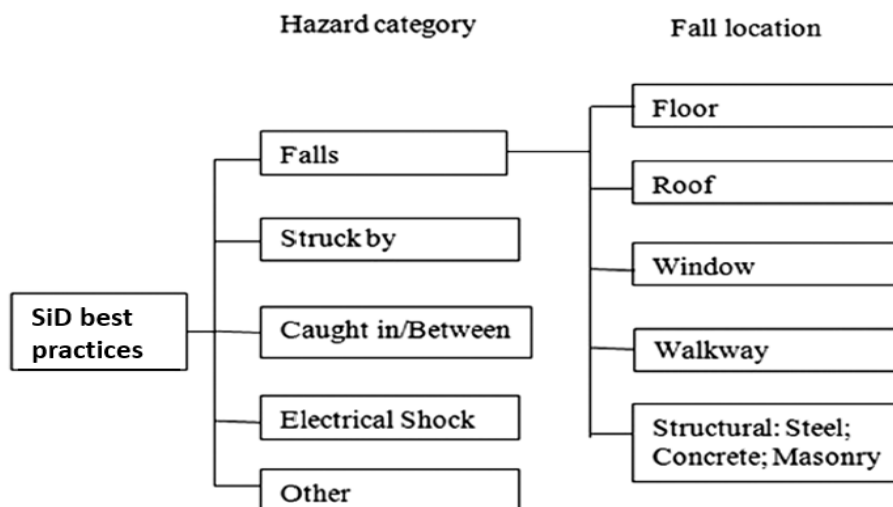 Hazard category
Fall location
Floor
Falls
Roof
Struck by
Window
SiD best
practices
Caught in/Between
Walkway
Electrical Shock
Structural: Steel;
Concrete; Masonry
Other